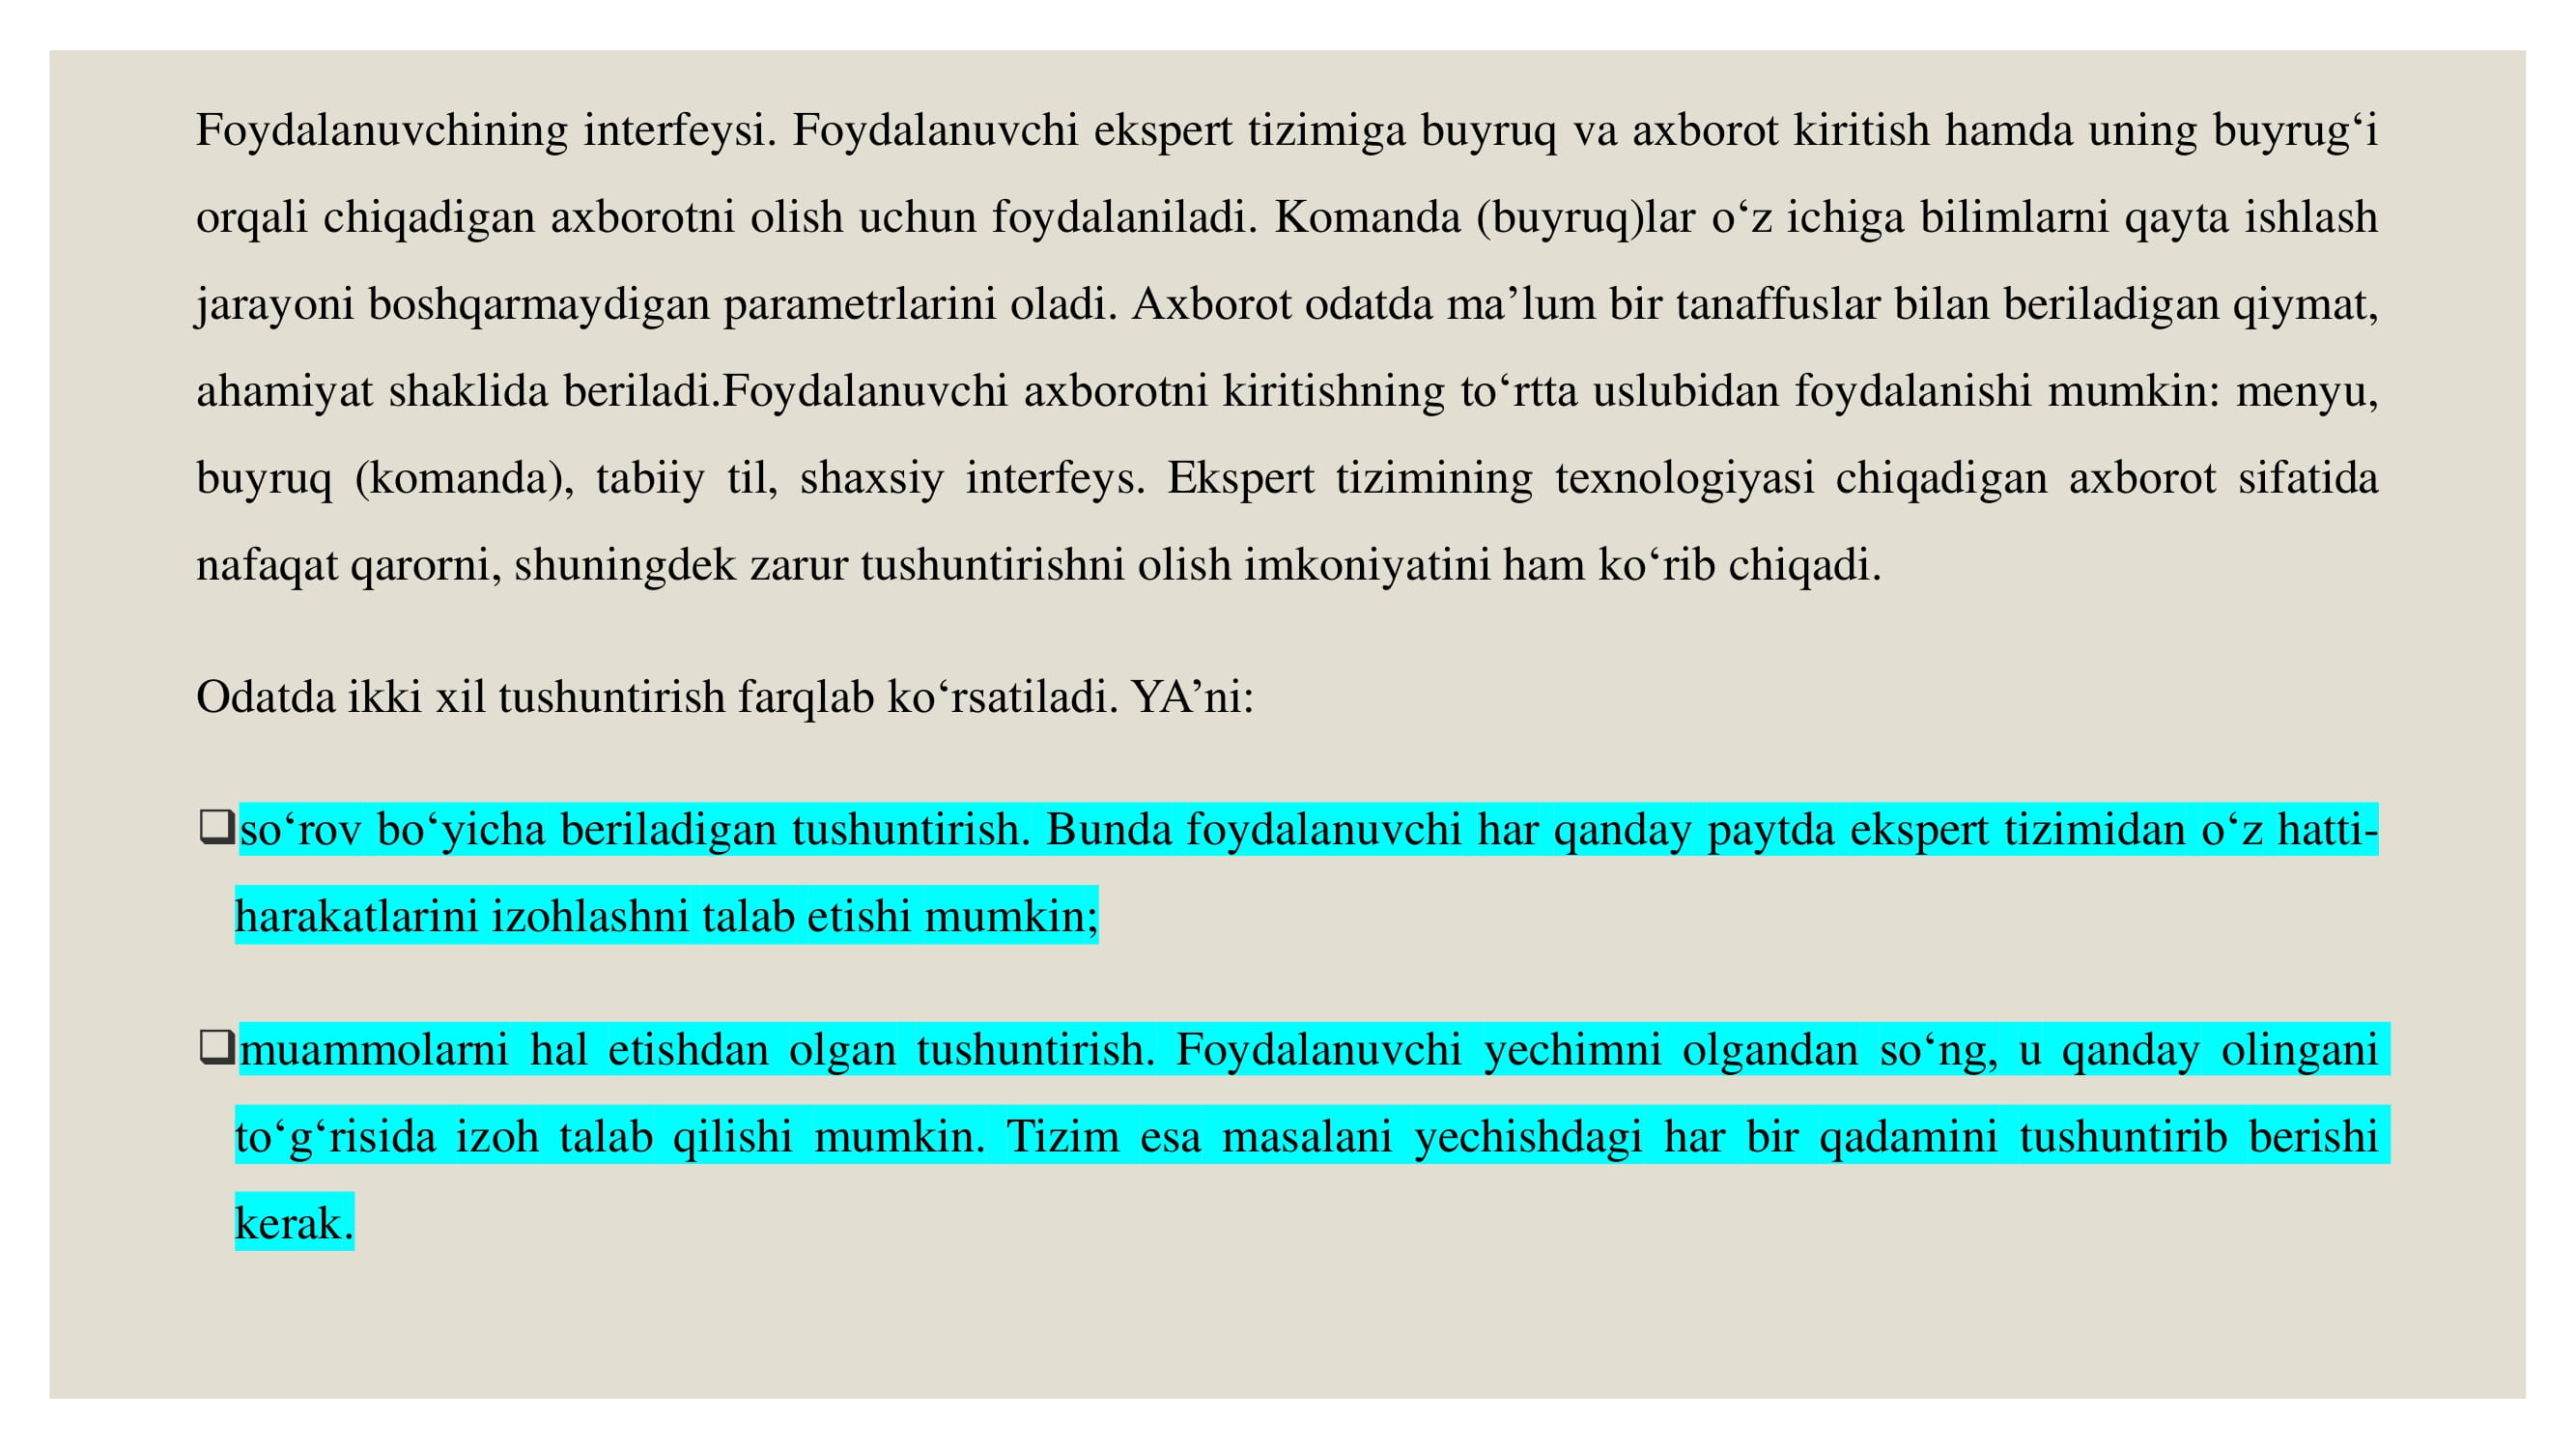 Foydalanuvchining interfeysi. Foydalanuvchi ekspert tizimiga buyruq va axborot kiritish hamda uning buyrug‘i
orqali chiqadigan axborotni olish uchun foydalaniladi. Komanda (buyruq)lar o‘z ichiga bilimlarni qayta ishlash
jarayoni boshqarmaydigan parametrlarini oladi. Axborot odatda ma’lum bir tanaffuslar bilan beriladigan qiymat,
ahamiyat shaklida beriladi.Foydalanuvchi axborotni kiritishning to‘rtta uslubidan foydalanishi mumkin: menyu,
buyruq (komanda), tabiiy til, shaxsiy interfeys. Ekspert tizimining texnologiyasi chiqadigan axborot sifatida
nafaqat qarorni, shuningdek zarur tushuntirishni olish imkoniyatini ham ko‘rib chiqadi.
Odatda ikki xil tushuntirish farqlab ko‘rsatiladi. YA’ni:
❑so‘rov bo‘yicha beriladigan tushuntirish. Bunda foydalanuvchi har qanday paytda ekspert tizimidan o‘z hatti-
harakatlarini izohlashni talab etishi mumkin;
❑muammolarni hal etishdan olgan tushuntirish. Foydalanuvchi yechimni olgandan so‘ng, u qanday olingani
to‘g‘risida izoh talab qilishi mumkin. Tizim esa masalani yechishdagi har bir qadamini tushuntirib berishi
kerak.